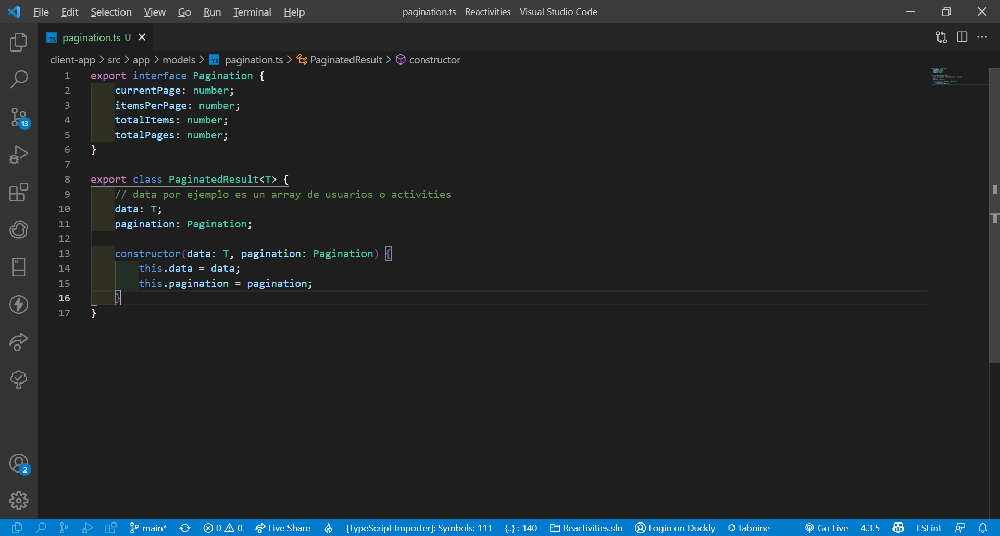 File Edit Selection View Go Run Terminal Help pagination.ts - Reactivities - Visual Studio Code
TS pagination.ts U
client-app > src > app > models > TS pagination.ts > PaginatedResult > constructor
1 export interface Pagination {
2 currentPage: number;
3 itemsPerPage: number;
4 totalItems: number;
5 totalPages: number;
6 }
7
8 export class PaginatedResult<T> {
9 // data por ejemplo es un array de usuarios o activities
10 data: T;
11 pagination: Pagination;
12
13 constructor(data: T, pagination: Pagination) {
14 this.data = data;
15 this.pagination = pagination;
16 }
17 }
13
2
main* 0 0 Live Share [TypeScript Importer]: Symbols: 111 {..} : 140 Reactivities.sln Login on Duckly tabnine Go Live 4.3.5 ESLint